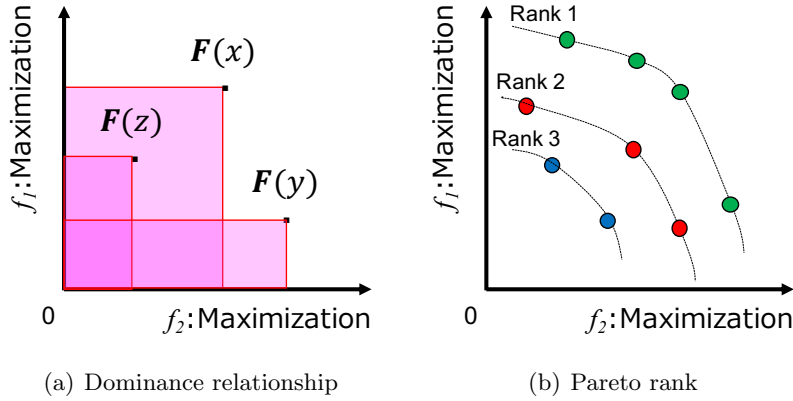 F(x)
F(z)
F(y)
f1:Maximization
0
f2:Maximization
(a) Dominance relationship
Rank 1
Rank 2
Rank 3
f1:Maximization
0
f2:Maximization
(b) Pareto rank